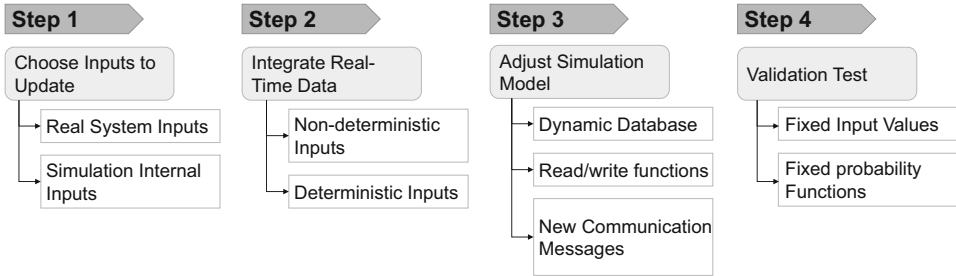 Step 1
Choose Inputs to
Update
Real System Inputs
Simulation Internal
Inputs
Step 2
Integrate Real-
Time Data
Non-deterministic
Inputs
Deterministic Inputs
Step 3
Adjust Simulation
Model
Dynamic Database
Read/write functions
New Communication
Messages
Step 4
Validation Test
Fixed Input Values
Fixed probability
Functions